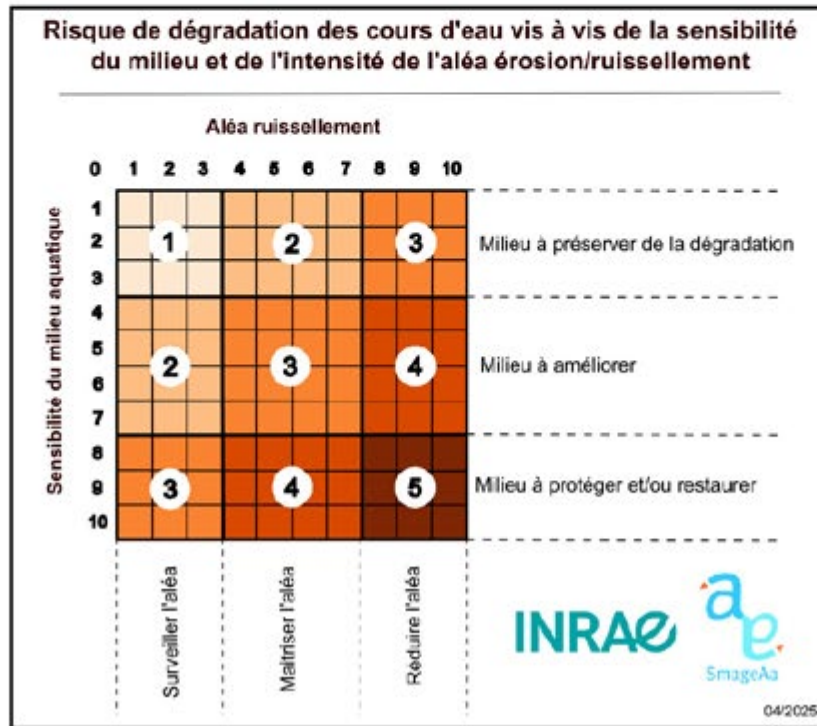 Risque de dégradation des cours d'eau vis à vis de la sensibilité
du milieu et de l'intensité de l'aléa érosion/ruissellement
Aléa ruissellement
0 1 2 3 4 5 6 7 8 9 10
Sensibilité du milieu aquatique
1
2
3
4
5
6
7
8
9
10
1 2 3
Milieu à préserver de la dégradation
2 3 4
Milieu à améliorer
3 4 5
Milieu à protéger et/ou restaurer
Surveiller l'aléa
Maîtriser l'aléa
Réduire l'aléa
INRAE
ae
SmageAa
04/2025